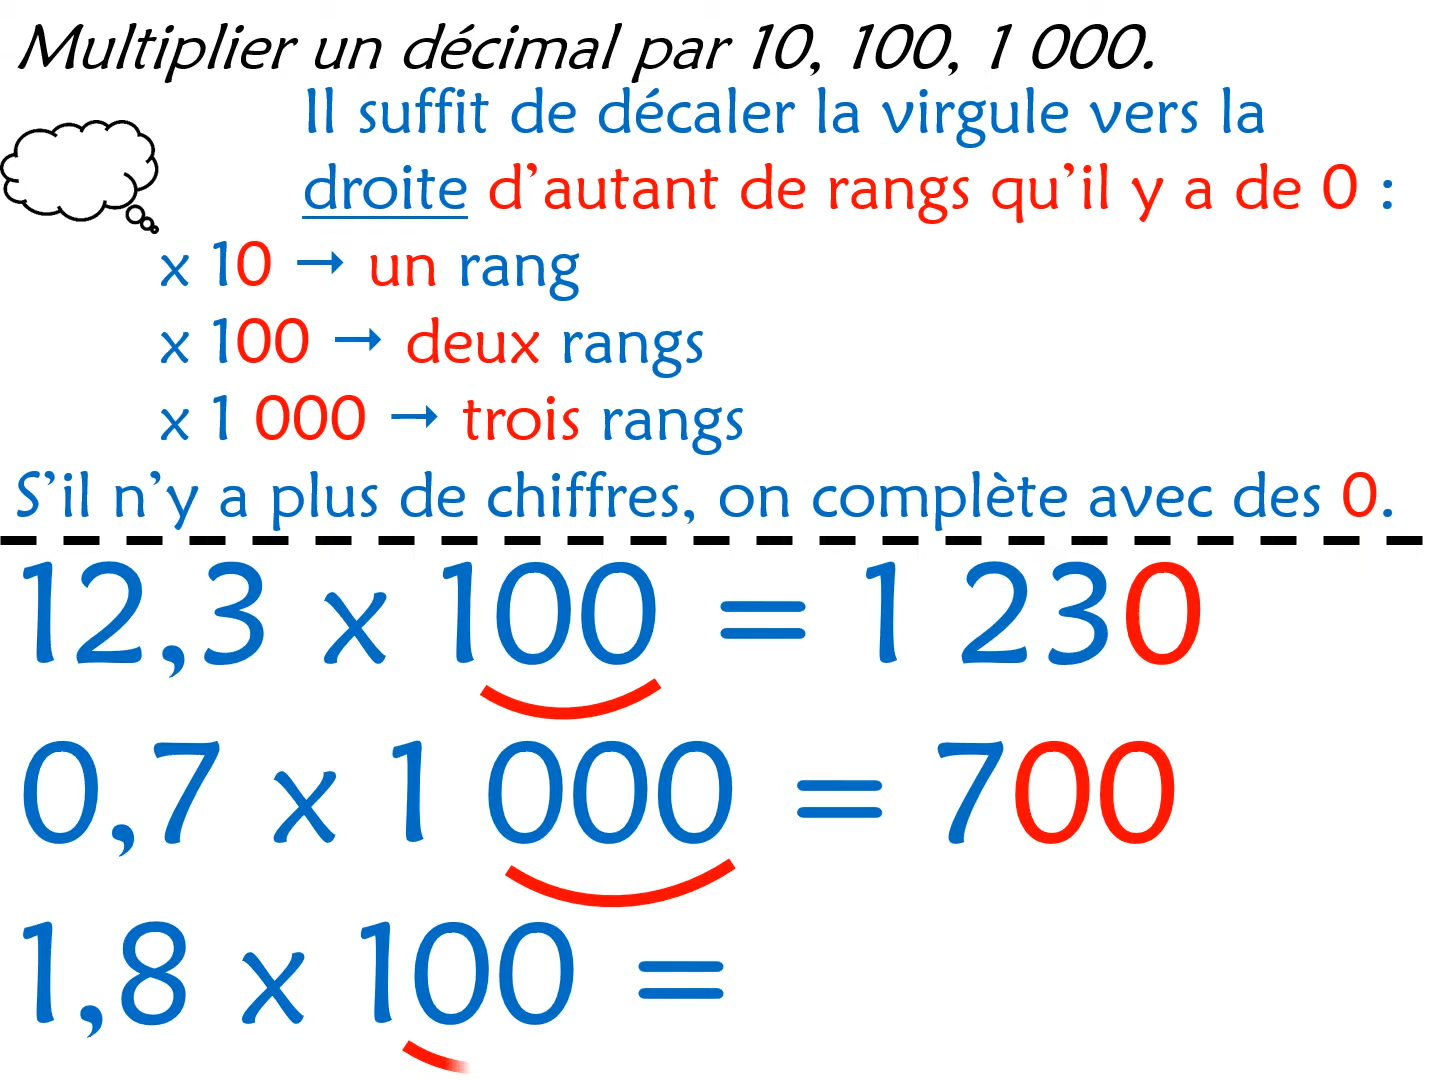 Multiplier un décimal par 10, 100, 1 000.
Il suffit de décaler la virgule vers la
droite d’autant de rangs qu’il y a de 0 :
x 10 → un rang
x 100 → deux rangs
x 1 000 → trois rangs
S’il n’y a plus de chiffres, on complète avec des 0.
12,3 x 100 = 1 230
0,7 x 1 000 = 700
1,8 x 100 =